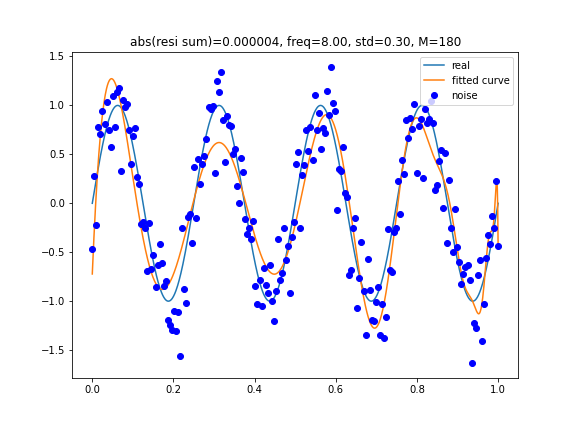 abs(resi sum)=0.000004, freq=8.00, std=0.30, M=180
1.5
1.0
0.5
0.0
−0.5
−1.0
−1.5
real
fitted curve
noise
0.0 0.2 0.4 0.6 0.8 1.0